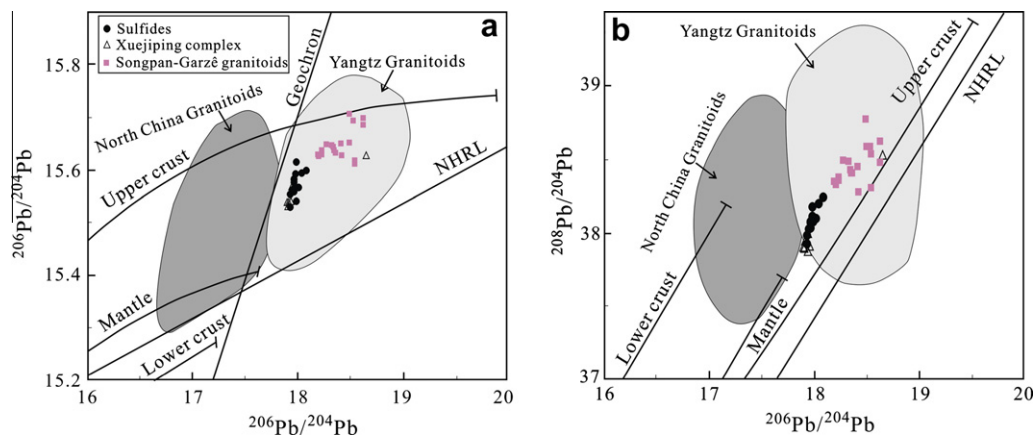 a
Sulfides
Xuejiping complex
Songpan-Garzê granitoids
Yangtz Granitoids
Geochron
North China Granitoids
Upper crust
NHRL
Mantle
Lower crust
206Pb/204Pb
15.8
15.6
15.4
15.2
16
17
18
19
20
206Pb/204Pb
b
Yangtz Granitoids
Upper crust
NHRL
North China Granitoids
Lower crust
Mantle
208Pb/204Pb
39
38
37
16
17
18
19
20
206Pb/204Pb